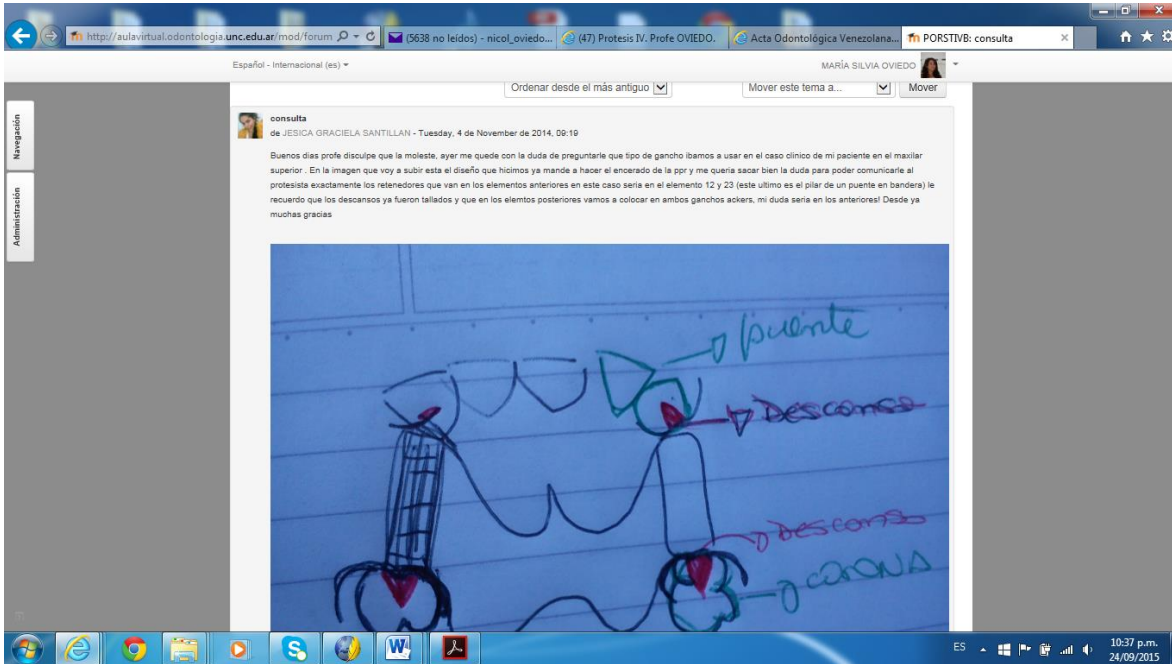 http://aulavirtual.odontologia.unc.edu.ar/mod/forum
(5638 no leídos) - nicol_oviedo...
(47) Protesis IV. Profe OVIEDO.
Acta Odontológica Venezolana...
PORSTIVB: consulta
Español - Internacional (es)
MARÍA SILVIA OVIEDO
Ordenar desde el más antiguo
Mover este tema a...
Mover
Navegación
Administración
consulta
de JESICA GRACIELA SANTILLAN - Tuesday, 4 de November de 2014, 09:19
Buenos dias profe disculpe que la moleste, ayer me quede con la duda de preguntarle que tipo de gancho ibamos a usar en el caso clinico de mi paciente en el maxilar
superior . En la imagen que voy a subir esta el diseño que hicimos ya mande a hacer el encerado de la ppr y me queria sacar bien la duda para poder comunicarle al
protesista exactamente los retenedores que van en los elementos anteriores en este caso seria en el elemento 12 y 23 (este ultimo es el pilar de un puente en bandera) le
recuerdo que los descansos ya fueron tallados y que en los elemtos posteriores vamos a colocar en ambos ganchos ackers, mi duda seria en los anteriores! Desde ya
muchas gracias
puente
Descanso
Descanso
CORONA
ES
10:37 p.m.
24/09/2015